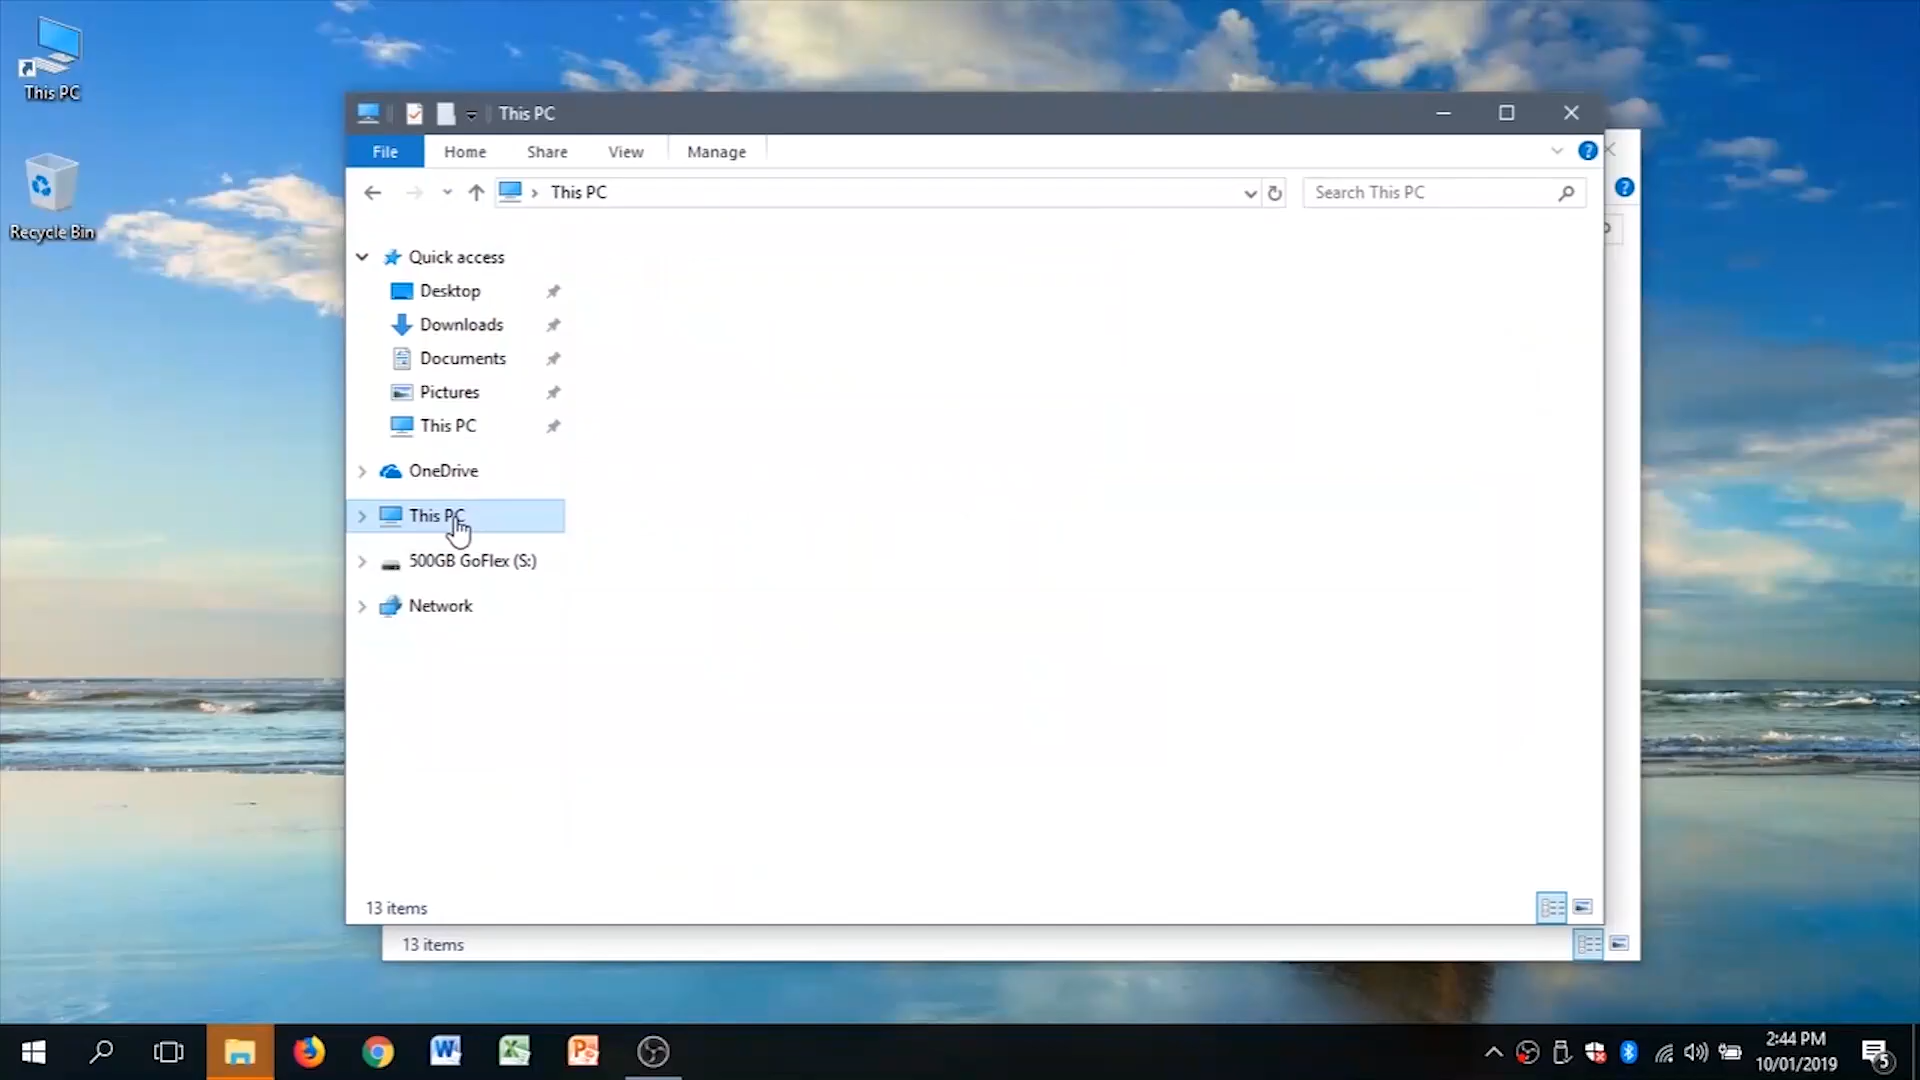 This PC
Recycle Bin
This PC
File Home Share View Manage
This PC
Search This PC
Quick access
Desktop
Downloads
Documents
Pictures
This PC
OneDrive
This PC
500GB GoFlex (S:)
Network
13 items
13 items
2:44 PM
10/01/2019
5